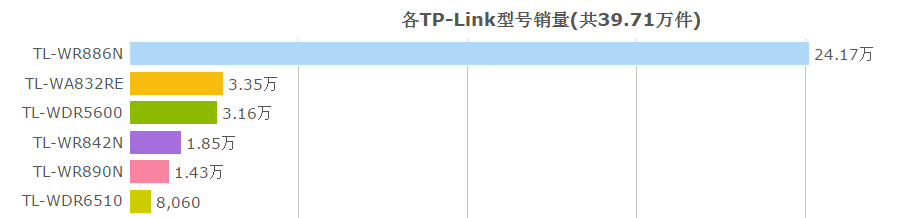 各TP-Link型号销量(共39.71万件)
TL-WR886N 24.17万
TL-WA832RE 3.35万
TL-WDR5600 3.16万
TL-WR842N 1.85万
TL-WR890N 1.43万
TL-WDR6510 8,060